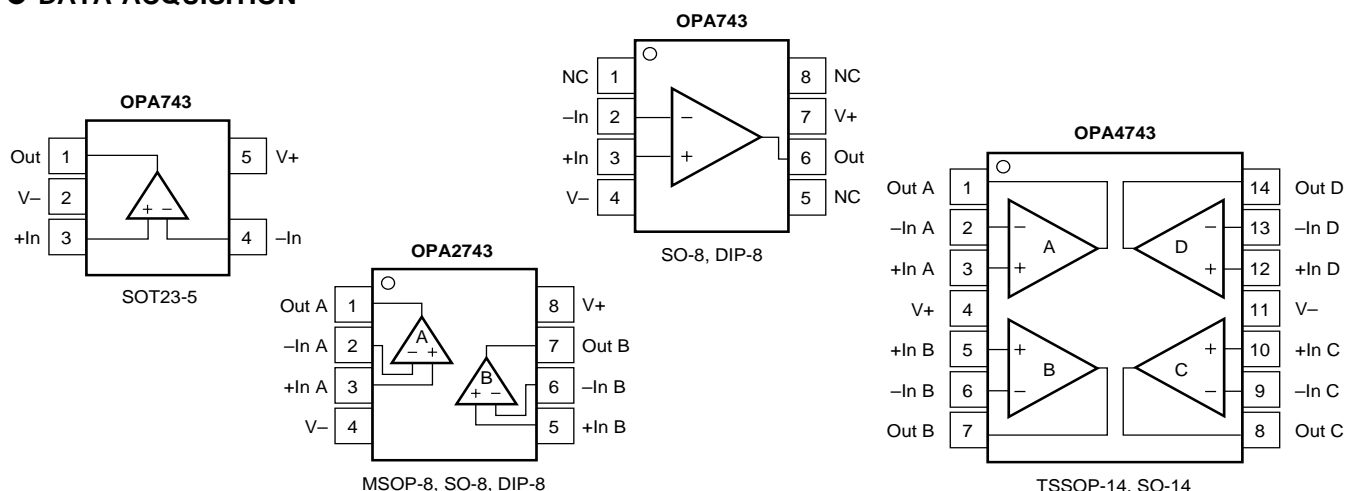 DATA ACQUISITION
OPA743
Out 1
V– 2
+In 3
5 V+
4 –In
+ –
SOT23-5
OPA2743
Out A 1
–In A 2
+In A 3
V– 4
8 V+
7 Out B
6 –In B
5 +In B
A
– +
B
+ –
MSOP-8, SO-8, DIP-8
OPA743
NC 1
–In 2
+In 3
V– 4
8 NC
7 V+
6 Out
5 NC
–
+
SO-8, DIP-8
OPA4743
Out A 1
–In A 2
+In A 3
V+ 4
+In B 5
–In B 6
Out B 7
14 Out D
13 –In D
12 +In D
11 V–
10 +In C
9 –In C
8 Out C
– –
A D
+ +
+ +
B C
– –
TSSOP-14, SO-14